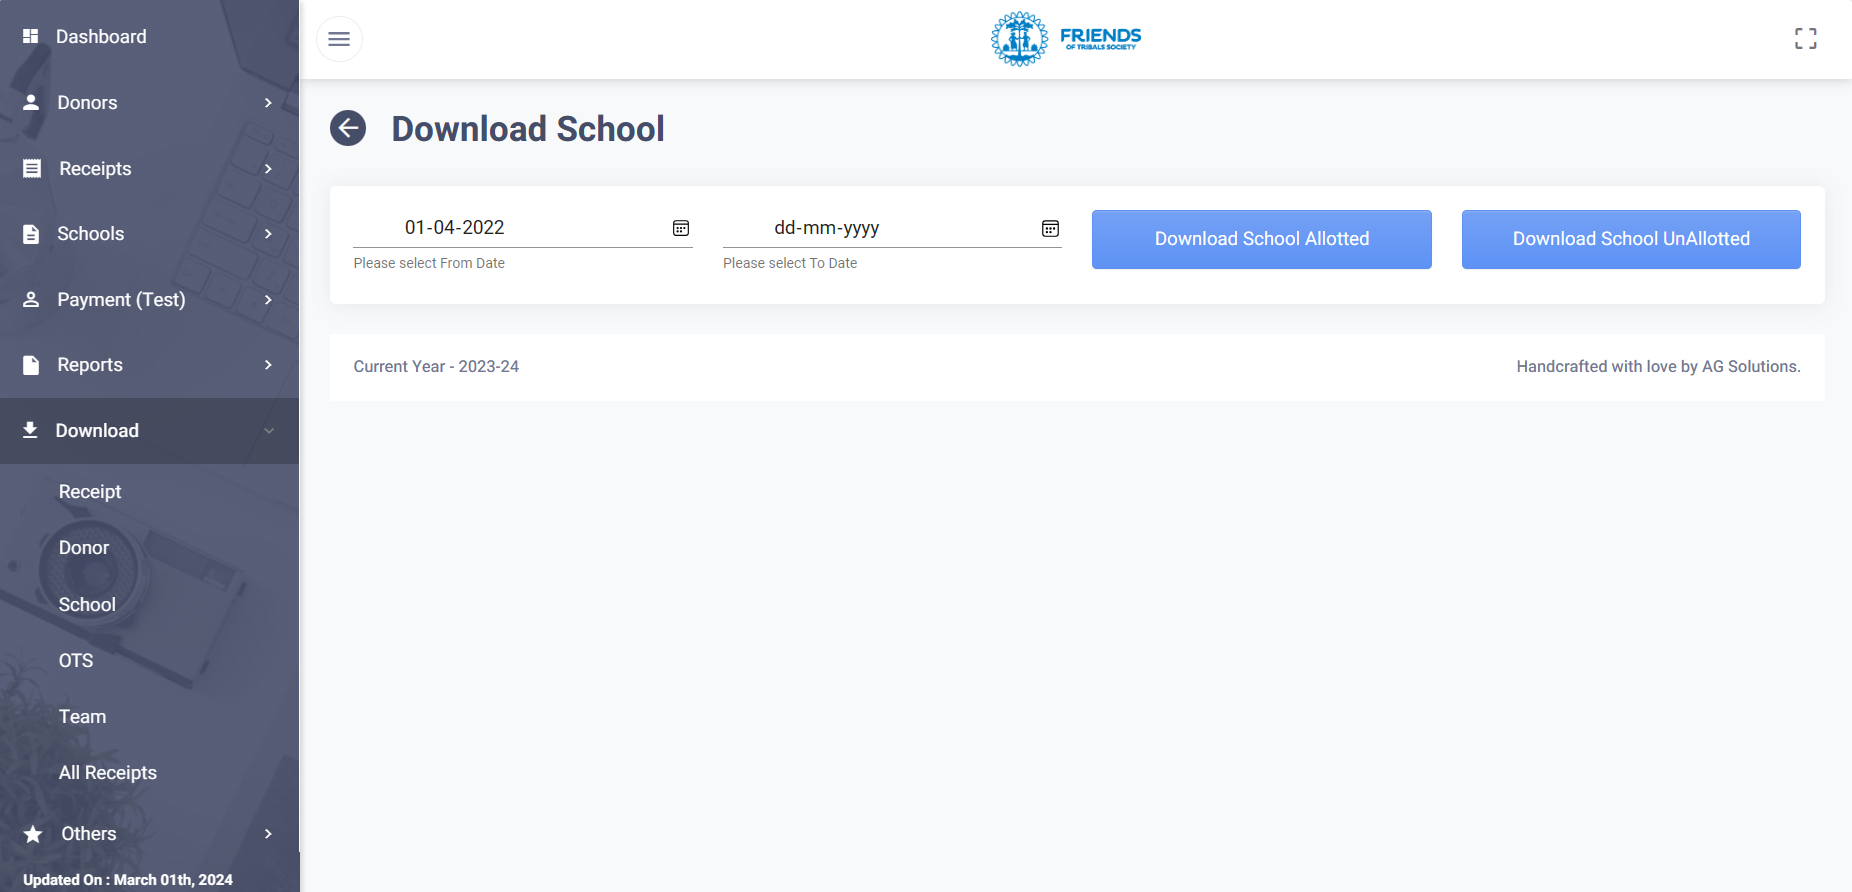 Dashboard
Donors
Receipts
Schools
Payment (Test)
Reports
Download
Receipt
Donor
School
OTS
Team
All Receipts
Others
Updated On : March 01th, 2024
FRIENDS
OF TRIBALS SOCIETY
Download School
01-04-2022
Please select From Date
dd-mm-yyyy
Please select To Date
Download School Allotted
Download School UnAllotted
Current Year - 2023-24
Handcrafted with love by AG Solutions.